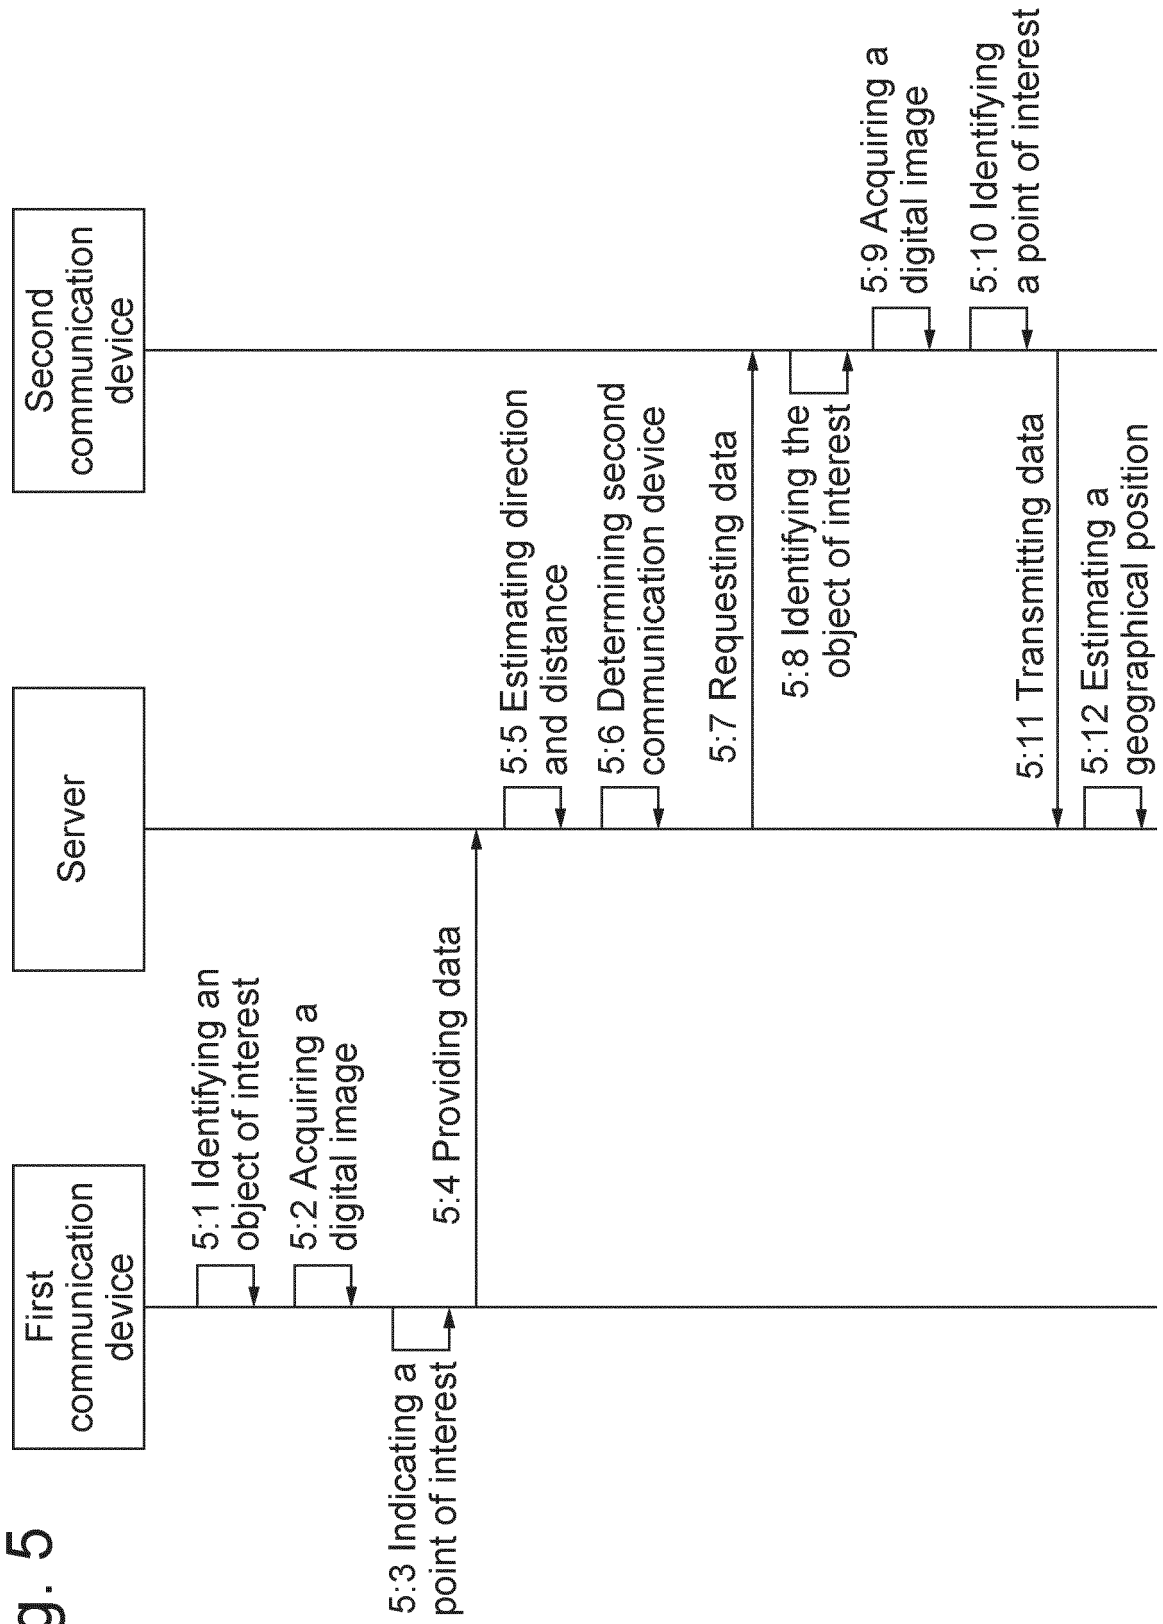 g. 5
First
communication
device
Server
Second
communication
device
5:1 Identifying an
object of interest
5:2 Acquiring a
digital image
5:3 Indicating a
point of interest
5:4 Providing data
5:5 Estimating direction
and distance
5:6 Determining second
communication device
5:7 Requesting data
5:8 Identifying the
object of interest
5:9 Acquiring a
digital image
5:10 Identifying
a point of interest
5:11 Transmitting data
5:12 Estimating a
geographical position